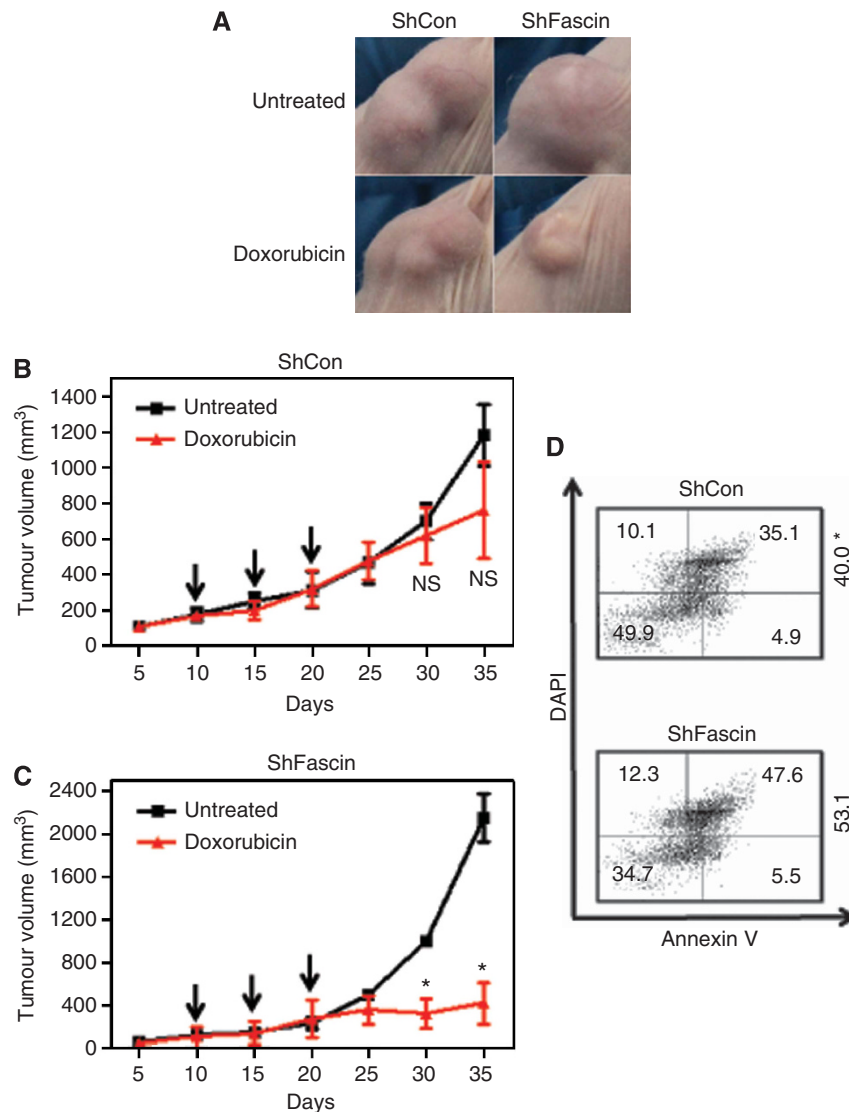 A
ShCon ShFascin
Untreated
Doxorubicin
B
ShCon
Tumour volume (mm³)
1400
1200
1000
800
600
400
200
0
Untreated
Doxorubicin
NS NS
5 10 15 20 25 30 35
Days
C
ShFascin
Tumour volume (mm³)
2400
2000
1600
1200
800
400
0
Untreated
Doxorubicin
* *
5 10 15 20 25 30 35
Days
D
ShCon
10.1 35.1
49.9 4.9
40.0 *
ShFascin
12.3 47.6
34.7 5.5
53.1
DAPI
Annexin V